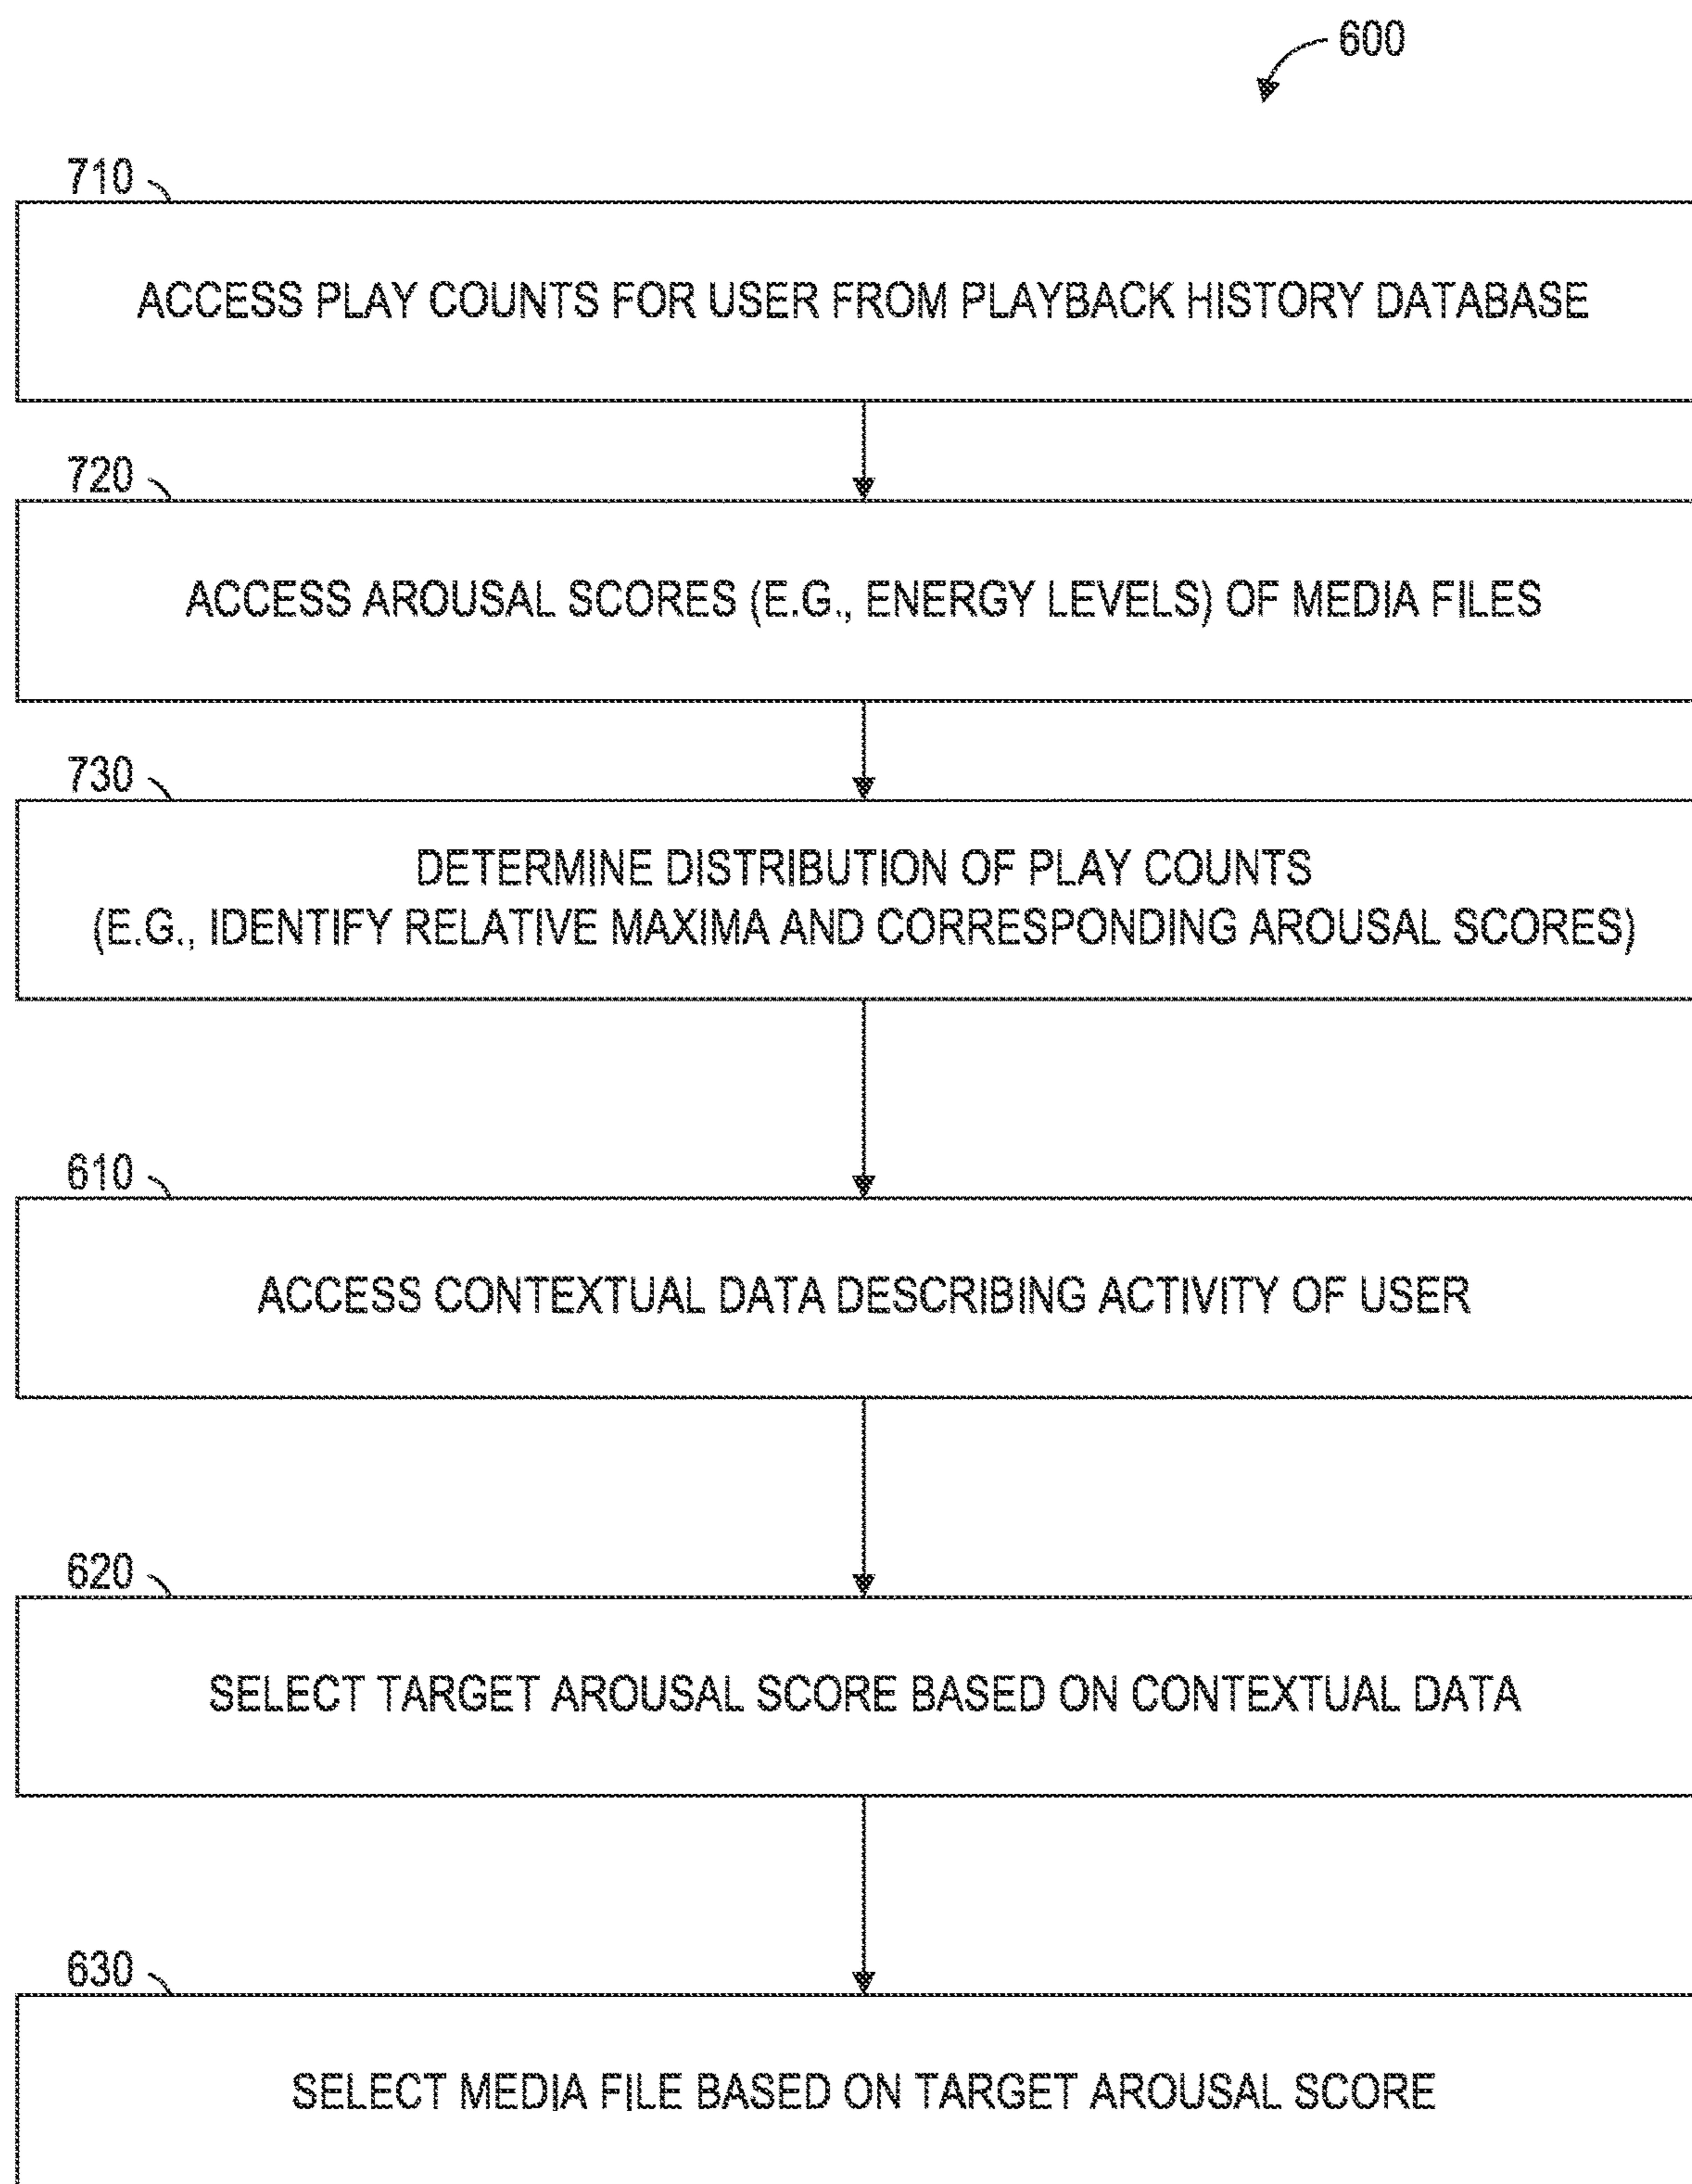 600
710
ACCESS PLAY COUNTS FOR USER FROM PLAYBACK HISTORY DATABASE
720
ACCESS AROUSAL SCORES (E.G., ENERGY LEVELS) OF MEDIA FILES
730
DETERMINE DISTRIBUTION OF PLAY COUNTS
(E.G., IDENTIFY RELATIVE MAXIMA AND CORRESPONDING AROUSAL SCORES)
610
ACCESS CONTEXTUAL DATA DESCRIBING ACTIVITY OF USER
620
SELECT TARGET AROUSAL SCORE BASED ON CONTEXTUAL DATA
630
SELECT MEDIA FILE BASED ON TARGET AROUSAL SCORE